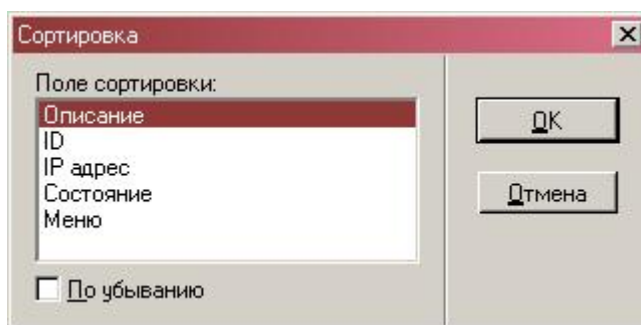 Сортировка
Поле сортировки:
Описание
ID
IP адрес
Состояние
Меню
По убыванию
OK
Отмена